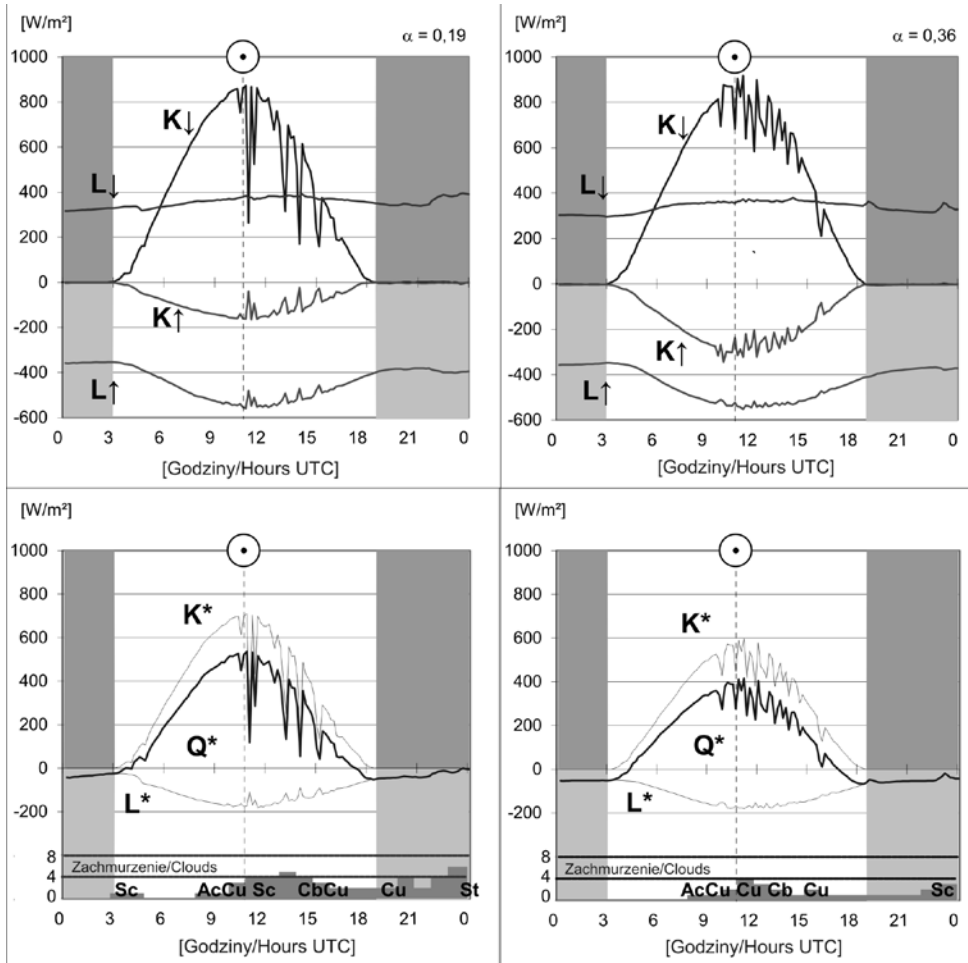 [W/m²]
α = 0,19
1000
800
600
400
200
0
-200
-400
-600
K↓
L↓
K↑
L↑
0 3 6 9 12 15 18 21 0
[Godziny/Hours UTC]
[W/m²]
α = 0,36
1000
800
600
400
200
0
-200
-400
-600
K↓
L↓
K↑
L↑
0 3 6 9 12 15 18 21 0
[Godziny/Hours UTC]
[W/m²]
1000
800
600
400
200
0
-200
K*
Q*
L*
8
Zachmurzenie/Clouds
4
0
Sc AcCu Sc CbCu Cu St
0 3 6 9 12 15 18 21 0
[Godziny/Hours UTC]
[W/m²]
1000
800
600
400
200
0
-200
K*
Q*
L*
8
Zachmurzenie/Clouds
4
0
AcCu Cu Cb Cu Sc
0 3 6 9 12 15 18 21 0
[Godziny/Hours UTC]